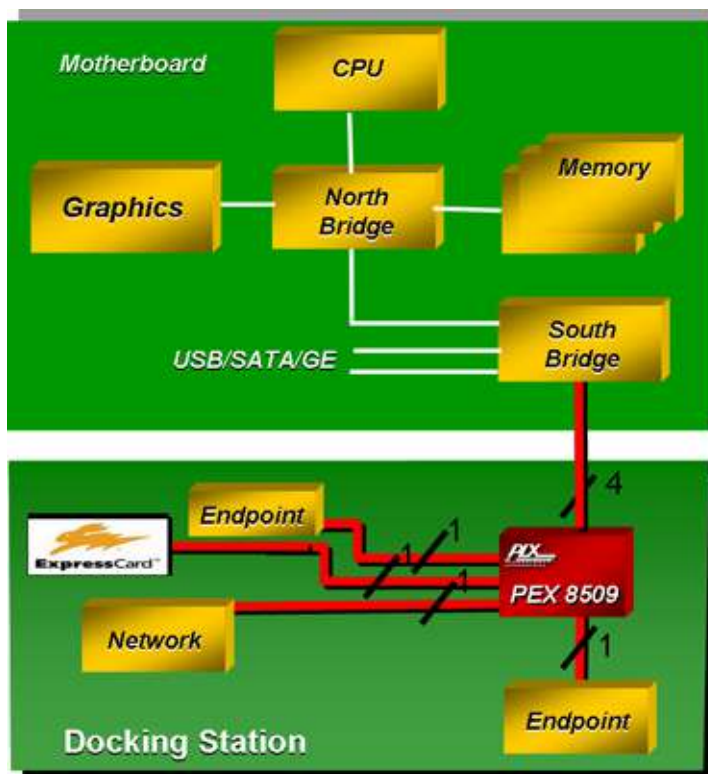 Motherboard
CPU
Graphics
North
Bridge
Memory
South
Bridge
USB/SATA/GE
4
Endpoint
1
1
ExpressCard™
1
PLX
PEX 8509
Network
1
Endpoint
Docking Station